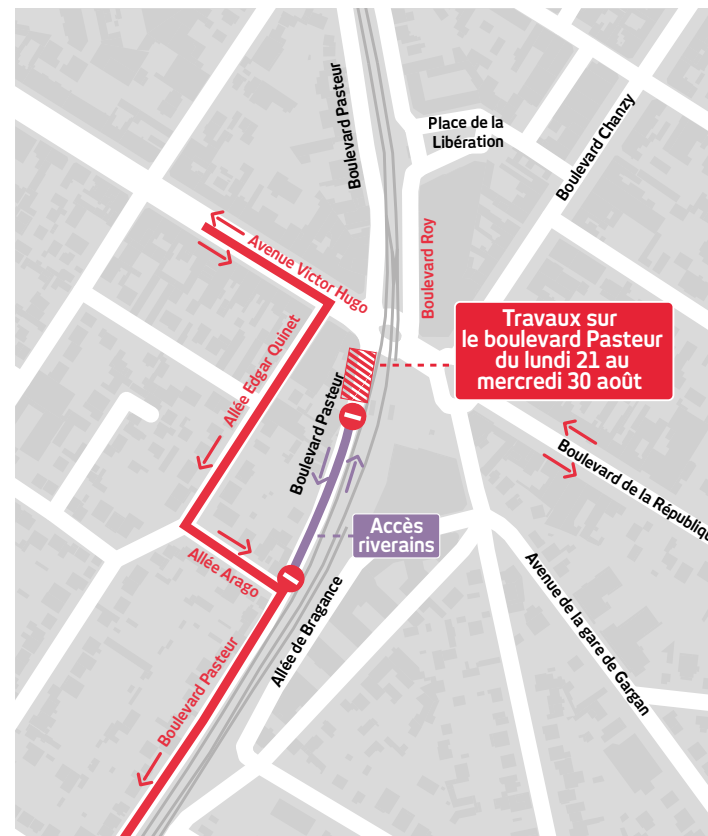 Boulevard Pasteur
Place de la
Libération
Boulevard Chanzy
Avenue Victor Hugo
Boulevard Roy
Travaux sur
le boulevard Pasteur
du lundi 21 au
mercredi 30 août
Allée Edgar Quinet
Boulevard Pasteur
Boulevard de la République
Accès
riverains
Allée Arago
Allée de Bragance
Avenue de la gare de Gargan
Boulevard Pasteur